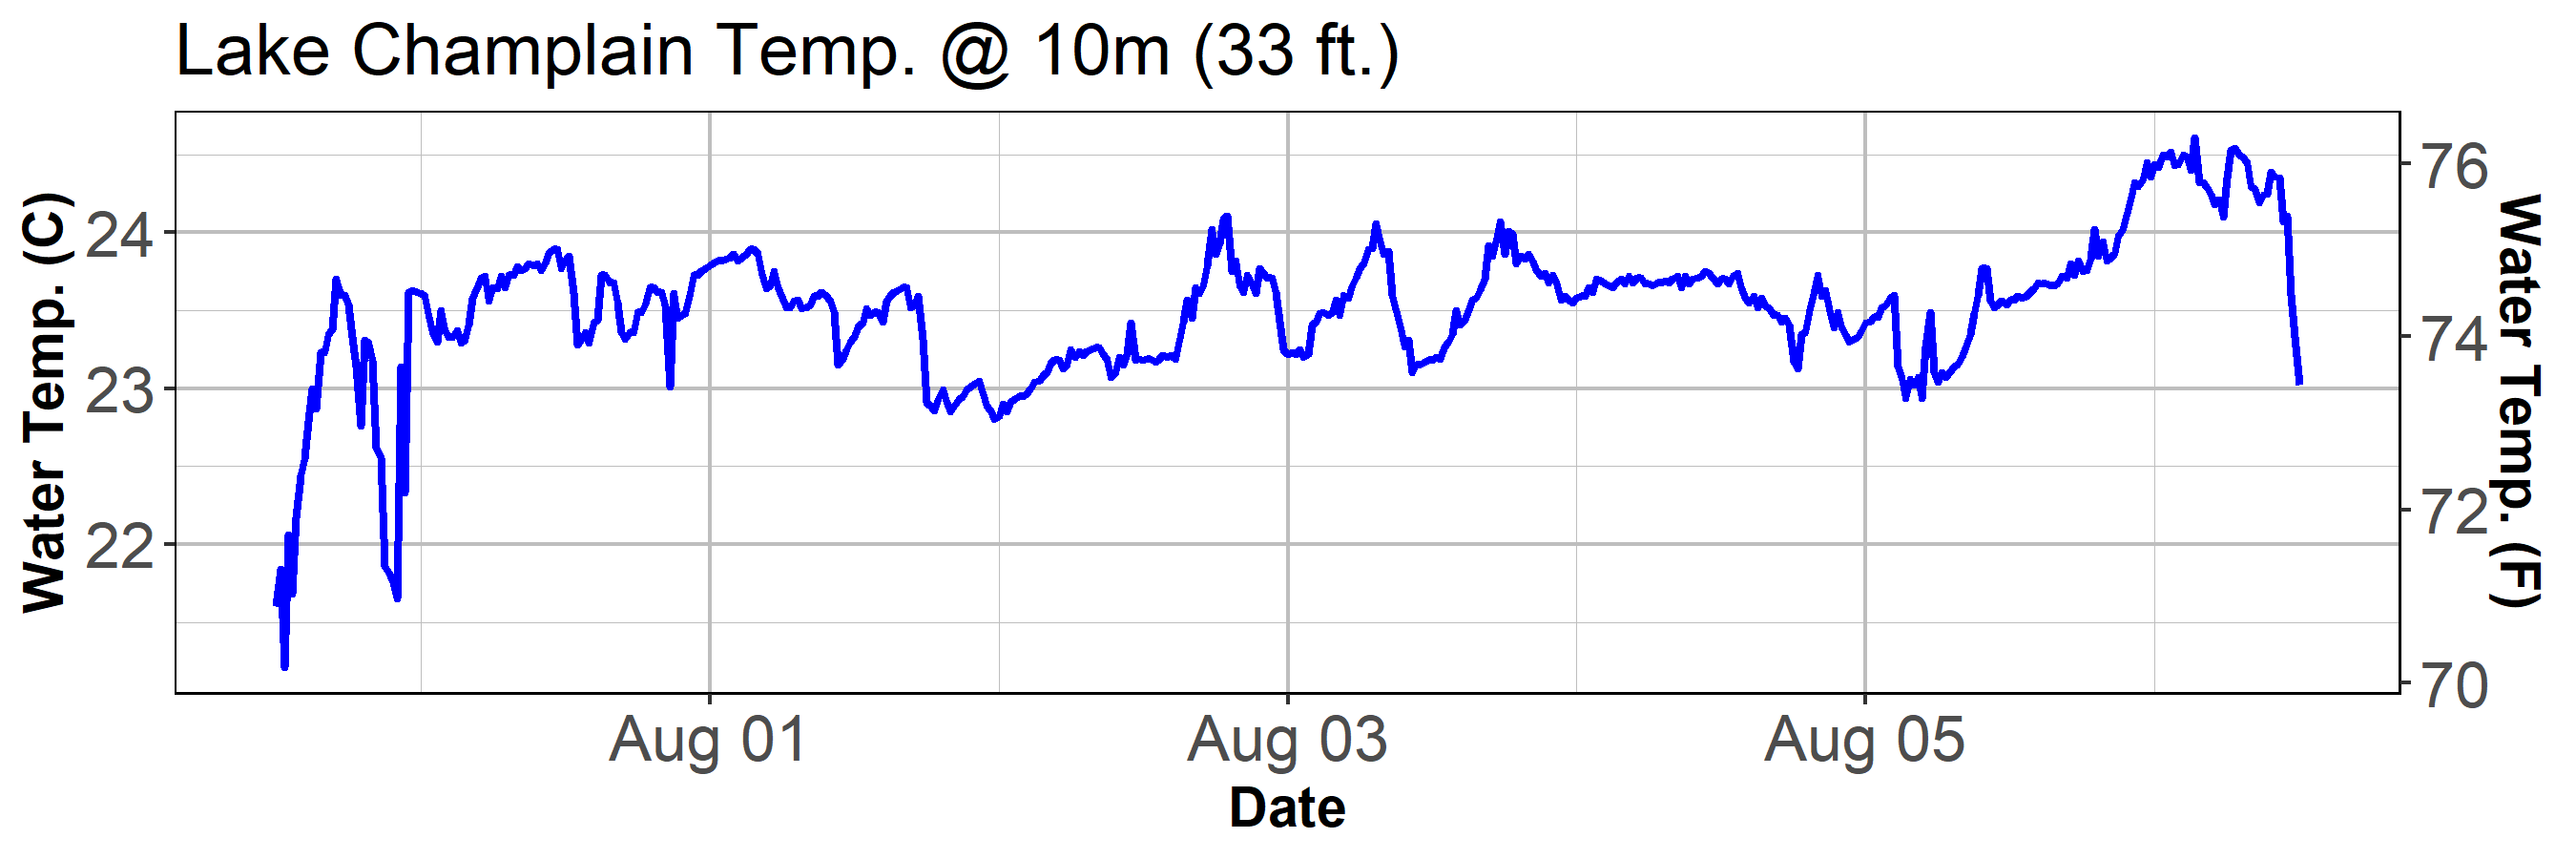 Lake Champlain Temp. @ 10m (33 ft.)
Water Temp. (C)
24
23
22
76
74
72
70
Water Temp. (F)
Aug 01
Aug 03
Aug 05
Date